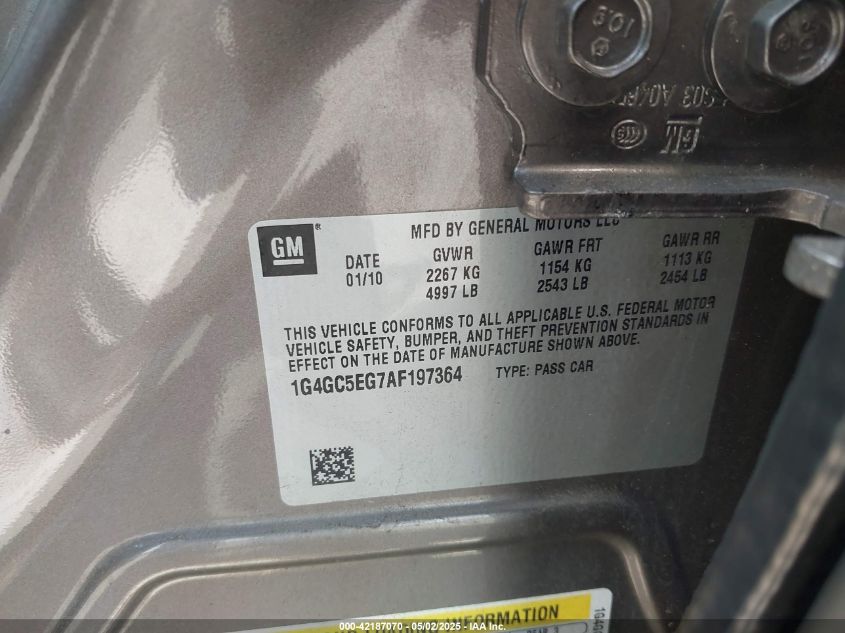 109
GM
GM ®
MFD BY GENERAL MOTORS LLC
DATE GVWR GAWR FRT GAWR RR
01/10 2267 KG 1154 KG 1113 KG
4997 LB 2543 LB 2454 LB
THIS VEHICLE CONFORMS TO ALL APPLICABLE U.S. FEDERAL MOTOR
VEHICLE SAFETY, BUMPER, AND THEFT PREVENTION STANDARDS IN
EFFECT ON THE DATE OF MANUFACTURE SHOWN ABOVE.
1G4GC5EG7AF197364 TYPE: PASS CAR
INFORMATION
000-42187070 - 05/02/2025 - IAA Inc.